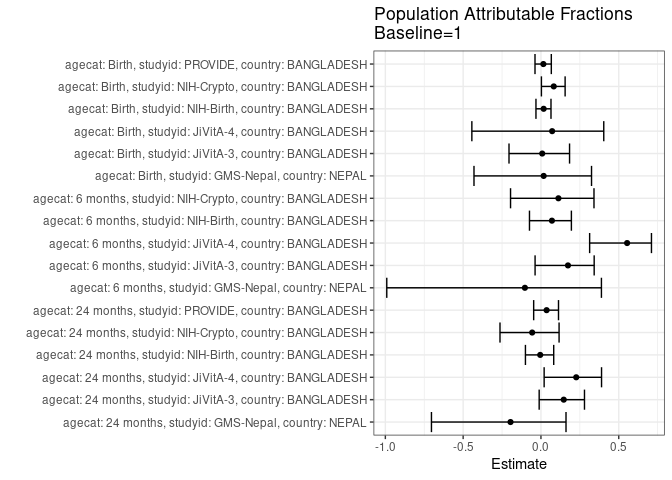 Population Attributable Fractions
Baseline=1
agecat: Birth, studyid: PROVIDE, country: BANGLADESH
agecat: Birth, studyid: NIH-Crypto, country: BANGLADESH
agecat: Birth, studyid: NIH-Birth, country: BANGLADESH
agecat: Birth, studyid: JiVitA-4, country: BANGLADESH
agecat: Birth, studyid: JiVitA-3, country: BANGLADESH
agecat: Birth, studyid: GMS-Nepal, country: NEPAL
agecat: 6 months, studyid: NIH-Crypto, country: BANGLADESH
agecat: 6 months, studyid: NIH-Birth, country: BANGLADESH
agecat: 6 months, studyid: JiVitA-4, country: BANGLADESH
agecat: 6 months, studyid: JiVitA-3, country: BANGLADESH
agecat: 6 months, studyid: GMS-Nepal, country: NEPAL
agecat: 24 months, studyid: PROVIDE, country: BANGLADESH
agecat: 24 months, studyid: NIH-Crypto, country: BANGLADESH
agecat: 24 months, studyid: NIH-Birth, country: BANGLADESH
agecat: 24 months, studyid: JiVitA-4, country: BANGLADESH
agecat: 24 months, studyid: JiVitA-3, country: BANGLADESH
agecat: 24 months, studyid: GMS-Nepal, country: NEPAL
-1.0 -0.5 0.0 0.5
Estimate